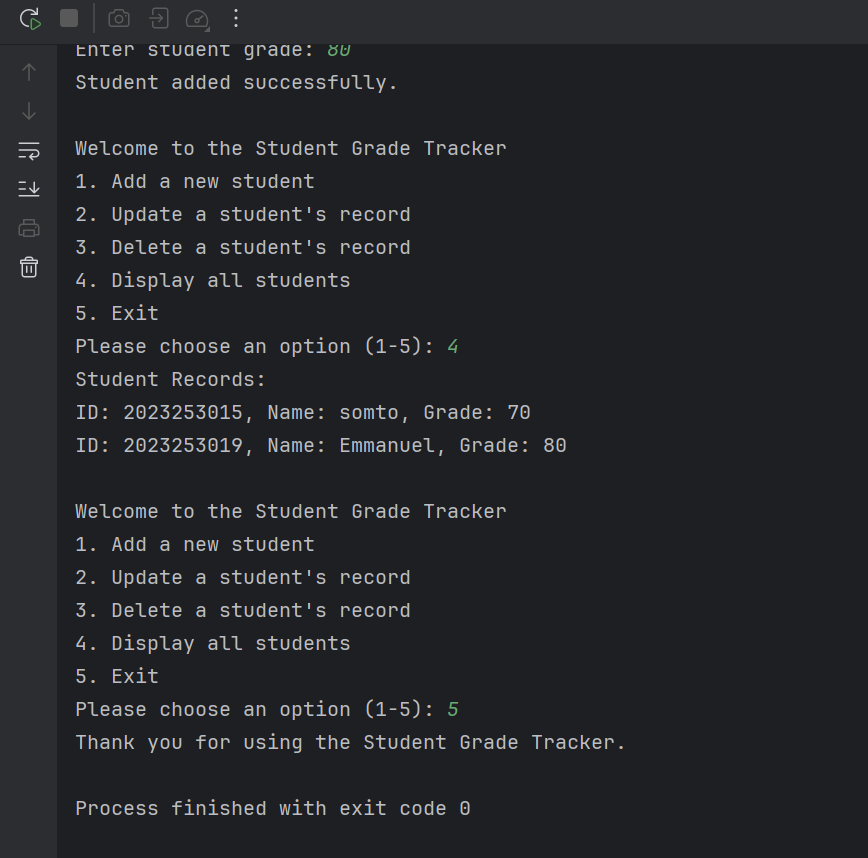 Enter student grade: 80
Student added successfully.
Welcome to the Student Grade Tracker
1. Add a new student
2. Update a student's record
3. Delete a student's record
4. Display all students
5. Exit
Please choose an option (1-5): 4
Student Records:
ID: 2023253015, Name: somto, Grade: 70
ID: 2023253019, Name: Emmanuel, Grade: 80
Welcome to the Student Grade Tracker
1. Add a new student
2. Update a student's record
3. Delete a student's record
4. Display all students
5. Exit
Please choose an option (1-5): 5
Thank you for using the Student Grade Tracker.
Process finished with exit code 0